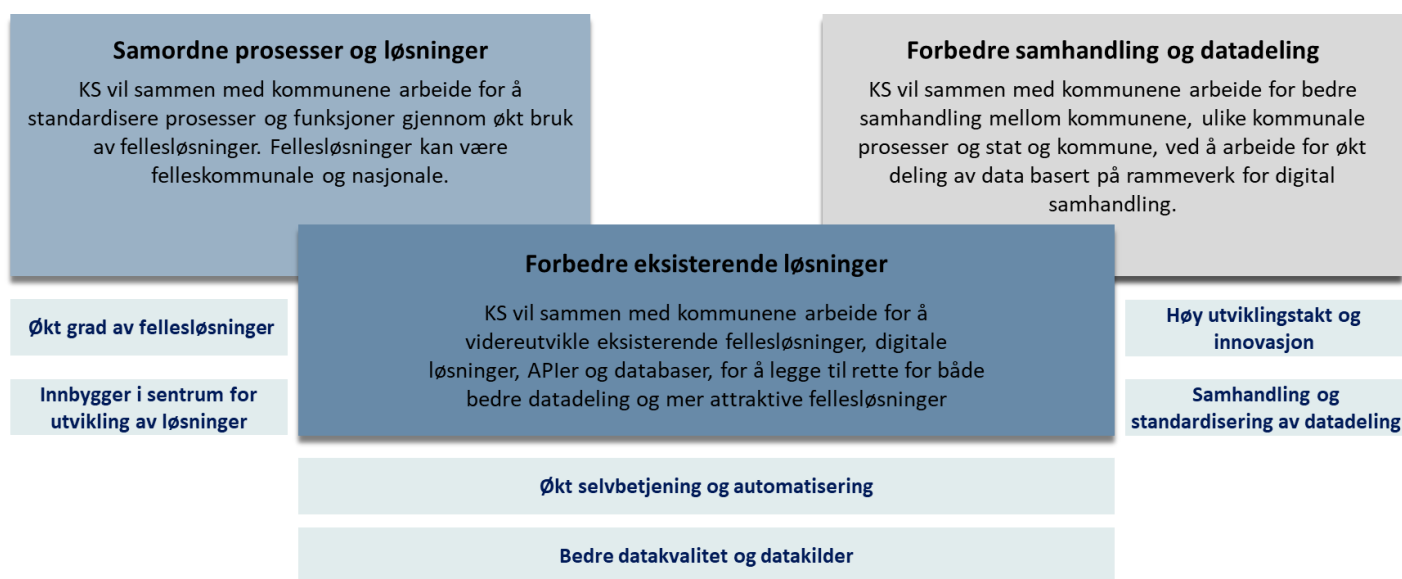 Samordne prosesser og løsninger
KS vil sammen med kommunene arbeide for å
standardisere prosesser og funksjoner gjennom økt bruk
av fellesløsninger. Fellesløsninger kan være
felleskommunale og nasjonale.
Forbedre samhandling og datadeling
KS vil sammen med kommunene arbeide for bedre
samhandling mellom kommunene, ulike kommunale
prosesser og stat og kommune, ved å arbeide for økt
deling av data basert på rammeverk for digital
samhandling.
Forbedre eksisterende løsninger
KS vil sammen med kommunene arbeide for å
videreutvikle eksisterende fellesløsninger, digitale
løsninger, APIer og databaser, for å legge til rette for både
bedre datadeling og mer attraktive fellesløsninger
Økt grad av fellesløsninger
Innbygger i sentrum for
utvikling av løsninger
Høy utviklingstakt og
innovasjon
Samhandling og
standardisering av datadeling
Økt selvbetjening og automatisering
Bedre datakvalitet og datakilder